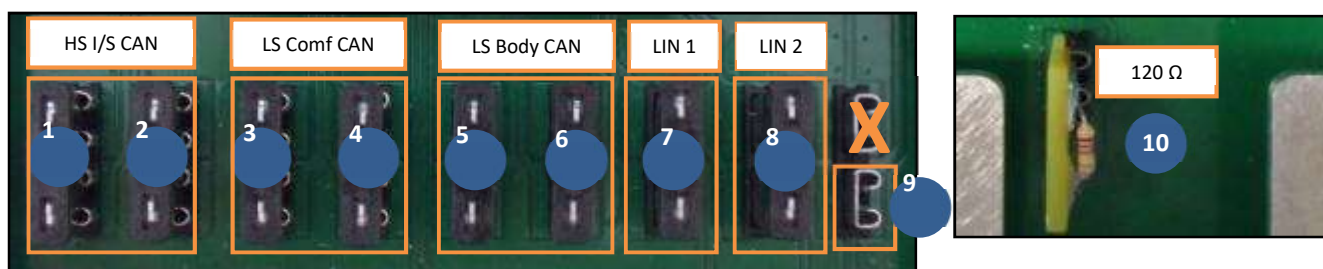 HS I/S CAN
LS Comf CAN
LS Body CAN
LIN 1
LIN 2
1
2
3
4
5
6
7
8
X
9
120 Ω
10